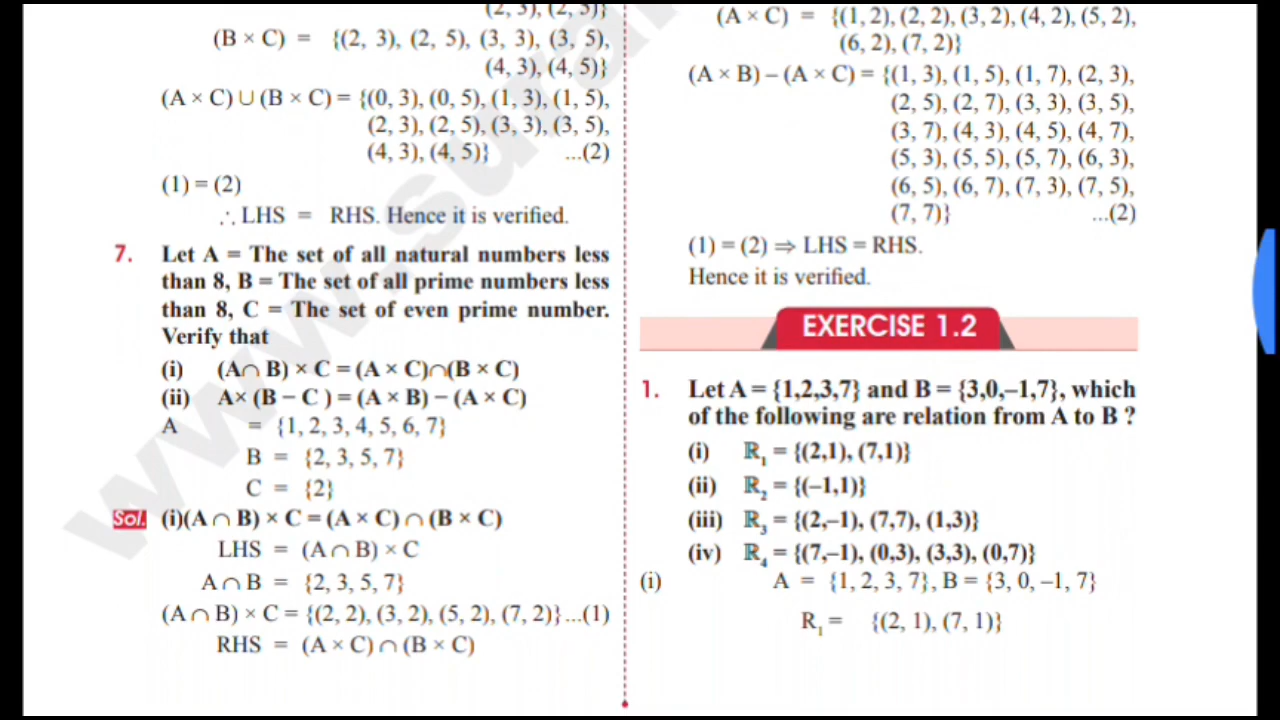 (2, 3), (2, 5)}
(B × C) = {(2, 3), (2, 5), (3, 3), (3, 5),
(4, 3), (4, 5)}
(A × C) ∪ (B × C) = {(0, 3), (0, 5), (1, 3), (1, 5),
(2, 3), (2, 5), (3, 3), (3, 5),
(4, 3), (4, 5)} ...(2)
(1) = (2)
∴ LHS = RHS. Hence it is verified.
7. Let A = The set of all natural numbers less
than 8, B = The set of all prime numbers less
than 8, C = The set of even prime number.
Verify that
(i) (A∩ B) × C = (A × C)∩(B × C)
(ii) A× (B – C ) = (A × B) – (A × C)
A = {1, 2, 3, 4, 5, 6, 7}
B = {2, 3, 5, 7}
C = {2}
Sol. (i)(A ∩ B) × C = (A × C) ∩ (B × C)
LHS = (A ∩ B) × C
A ∩ B = {2, 3, 5, 7}
(A ∩ B) × C = {(2, 2), (3, 2), (5, 2), (7, 2)} ...(1)
RHS = (A × C) ∩ (B × C)
(A × C) = {(1, 2), (2, 2), (3, 2), (4, 2), (5, 2),
(6, 2), (7, 2)}
(A × B) – (A × C) = {(1, 3), (1, 5), (1, 7), (2, 3),
(2, 5), (2, 7), (3, 3), (3, 5),
(3, 7), (4, 3), (4, 5), (4, 7),
(5, 3), (5, 5), (5, 7), (6, 3),
(6, 5), (6, 7), (7, 3), (7, 5),
(7, 7)} ...(2)
(1) = (2) ⇒ LHS = RHS.
Hence it is verified.
EXERCISE 1.2
1. Let A = {1,2,3,7} and B = {3,0,–1,7}, which
of the following are relation from A to B ?
(i) ℝ₁ = {(2,1), (7,1)}
(ii) ℝ₂ = {(–1,1)}
(iii) ℝ₃ = {(2,–1), (7,7), (1,3)}
(iv) ℝ₄ = {(7,–1), (0,3), (3,3), (0,7)}
(i) A = {1, 2, 3, 7}, B = {3, 0, –1, 7}
R₁ = {(2, 1), (7, 1)}